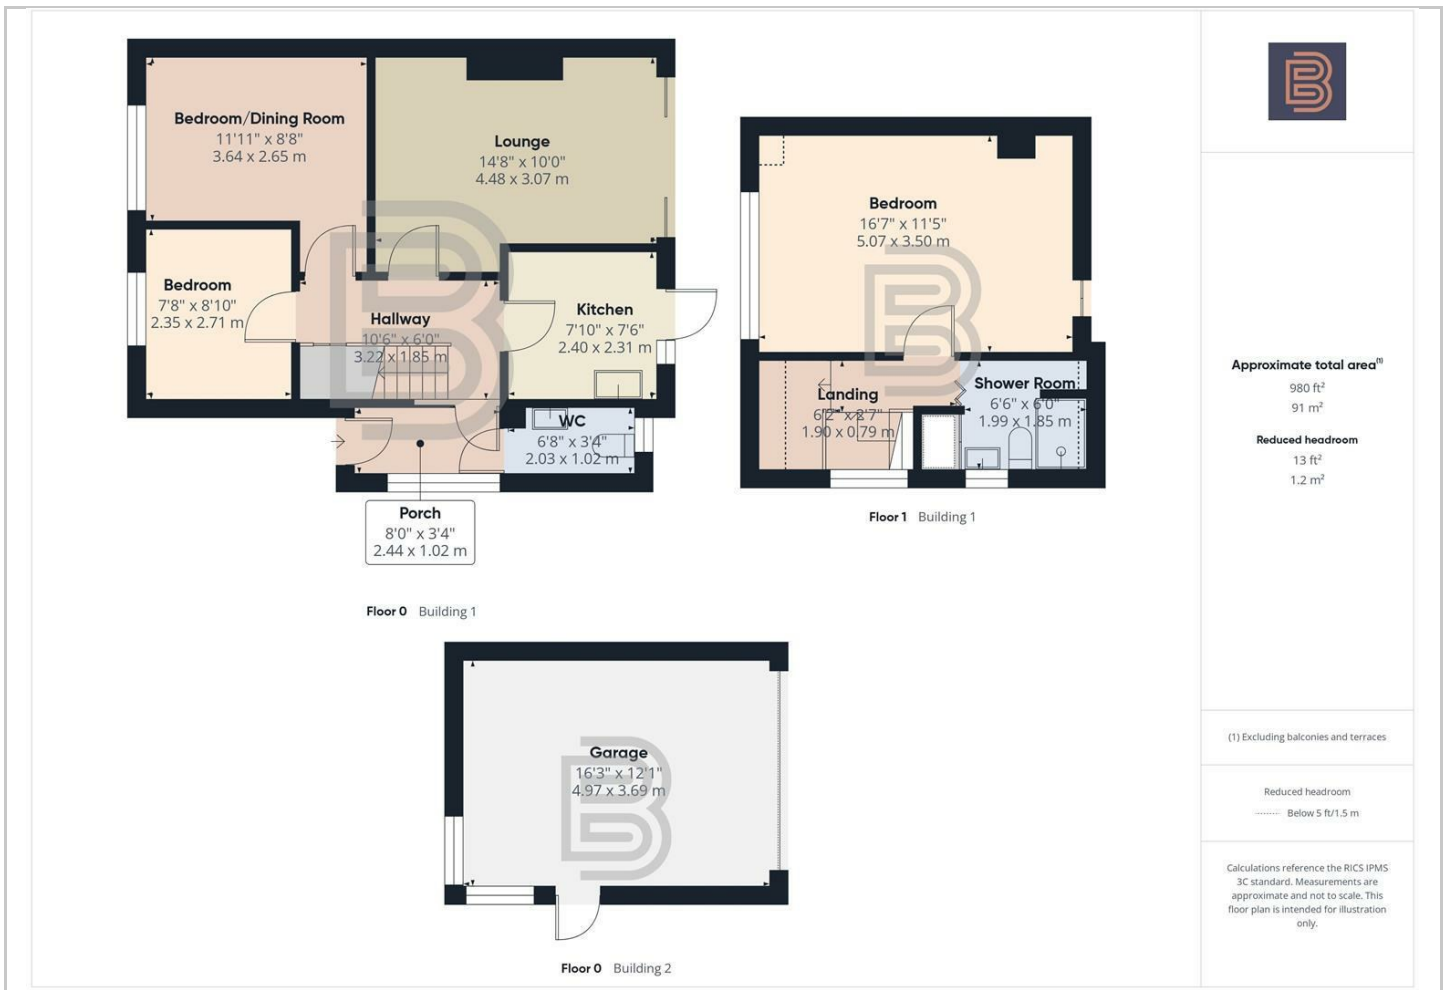 Bedroom/Dining Room
11'11" x 8'8"
3.64 x 2.65 m
Lounge
14'8" x 10'0"
4.48 x 3.07 m
Bedroom
7'8" x 8'10"
2.35 x 2.71 m
Hallway
10'6" x 6'0"
3.22 x 1.85 m
Kitchen
7'10" x 7'6"
2.40 x 2.31 m
WC
6'8" x 3'4"
2.03 x 1.02 m
Porch
8'0" x 3'4"
2.44 x 1.02 m
Floor 0 Building 1
Bedroom
16'7" x 11'5"
5.07 x 3.50 m
Landing
6'2" x 2'7"
1.90 x 0.79 m
Shower Room
6'6" x 6'0"
1.99 x 1.85 m
Floor 1 Building 1
Garage
16'3" x 12'1"
4.97 x 3.69 m
Floor 0 Building 2
B
Approximate total area(1)
980 ft²
91 m²
Reduced headroom
13 ft²
1.2 m²
(1) Excluding balconies and terraces
Reduced headroom
Below 5 ft/1.5 m
Calculations reference the RICS IPMS
3C standard. Measurements are
approximate and not to scale. This
floor plan is intended for illustration
only.